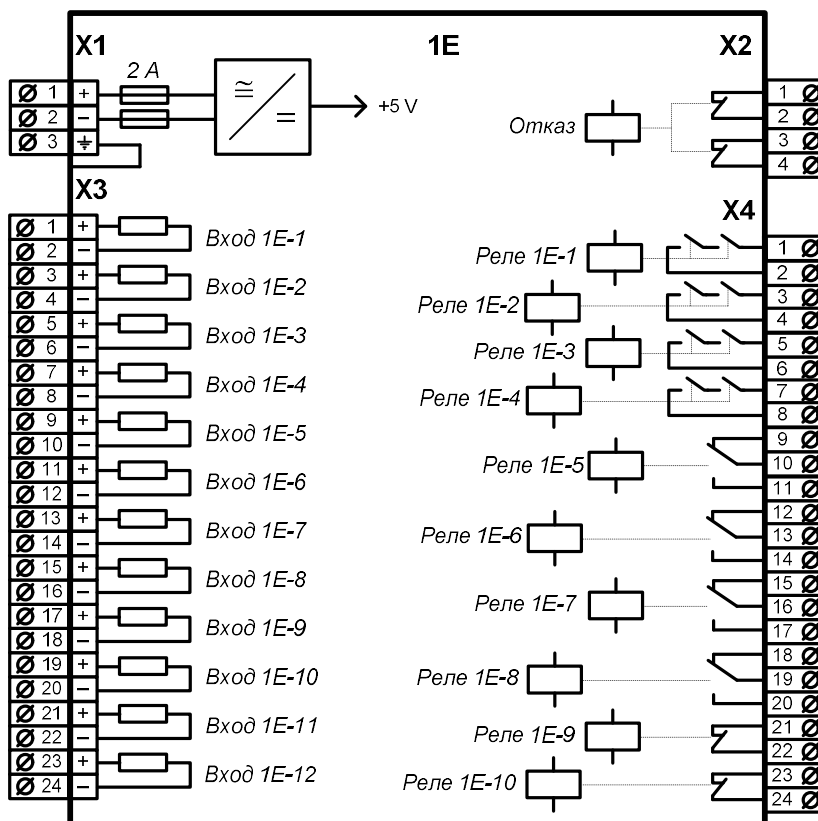 X1 1E X2
2 A
1 +
2 −
3
+5 V
Отказ
1
2
3
4
X3
X4
1 +
2 −
Вход 1E-1
3 +
4 −
Вход 1E-2
5 +
6 −
Вход 1E-3
7 +
8 −
Вход 1E-4
9 +
10 −
Вход 1E-5
11 +
12 −
Вход 1E-6
13 +
14 −
Вход 1E-7
15 +
16 −
Вход 1E-8
17 +
18 −
Вход 1E-9
19 +
20 −
Вход 1E-10
21 +
22 −
Вход 1E-11
23 +
24 −
Вход 1E-12
Реле 1E-1
1
2
Реле 1E-2
3
4
Реле 1E-3
5
6
Реле 1E-4
7
8
Реле 1E-5
9
10
11
Реле 1E-6
12
13
14
Реле 1E-7
15
16
17
Реле 1E-8
18
19
20
Реле 1E-9
21
22
Реле 1E-10
23
24